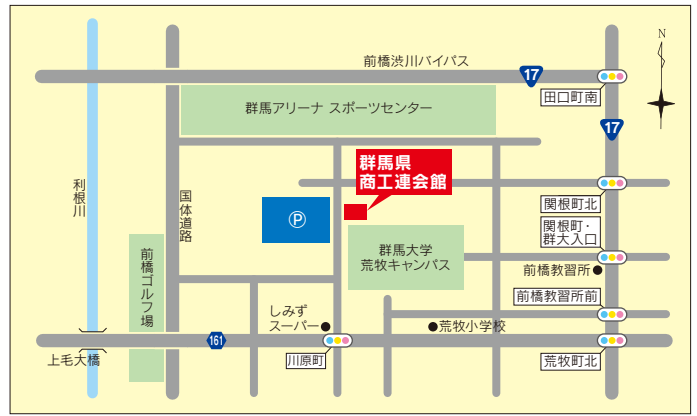 前橋渋川バイパス
17
N
田口町南
群馬アリーナ スポーツセンター
17
群馬県
商工連会館
利根川
国体道路
関根町北
P
関根町・
群大入口
群馬大学
荒牧キャンパス
前橋ゴルフ場
前橋教習所
前橋教習所前
しみず
スーパー
荒牧小学校
161
上毛大橋
川原町
荒牧町北